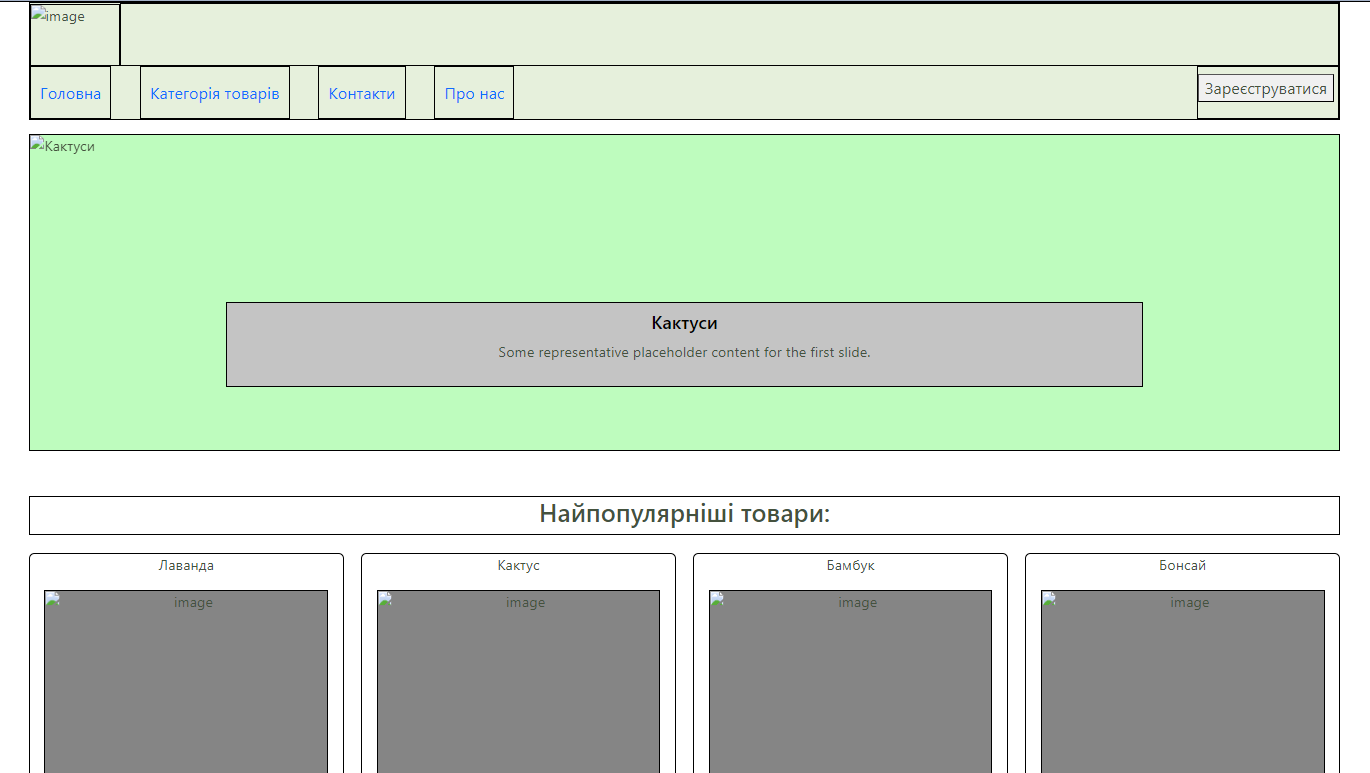 image
Головна Категорія товарів Контакти Про нас Зареєструватися
Кактуси
Кактуси
Some representative placeholder content for the first slide.
Найпопулярніші товари:
Лаванда Кактус Бамбук Бонсай
image image image image